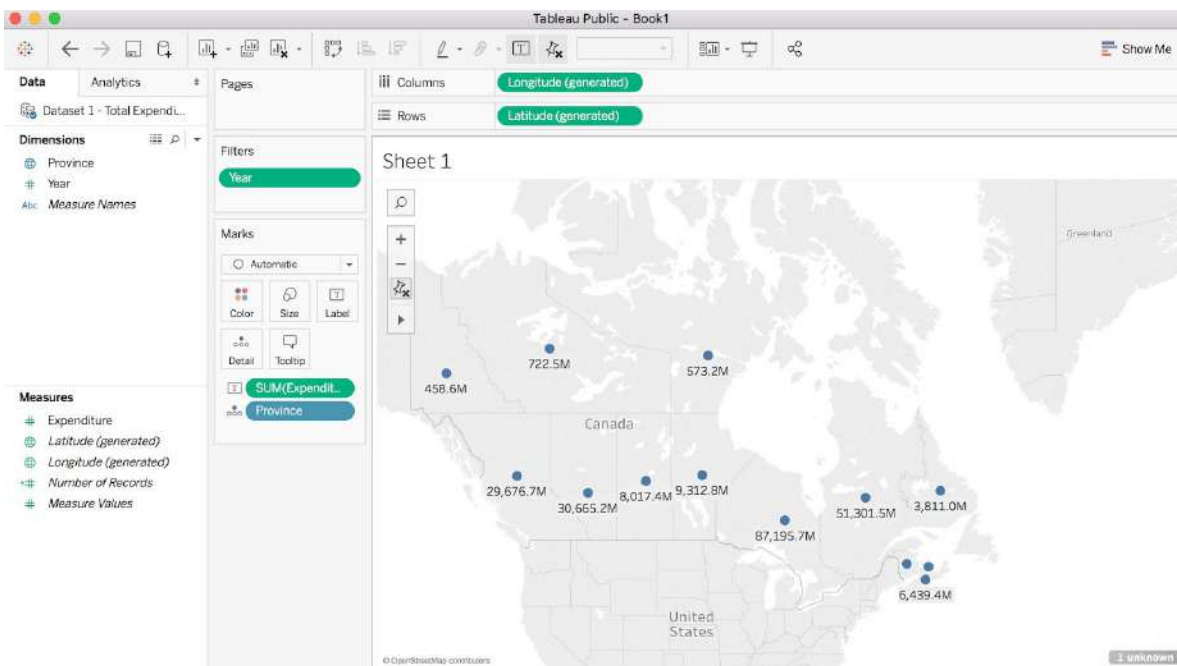 Tableau Public - Book1
Show Me
Data
Analytics
Pages
Columns
Longitude (generated)
Dataset 1 - Total Expendi...
Rows
Latitude (generated)
Dimensions
Province
Year
Abc Measure Names
Filters
Year
Sheet 1
Marks
Automatic
Color
Size
Label
Detail
Tooltip
SUM(Expendit..
Province
Measures
Expenditure
Latitude (generated)
Longitude (generated)
Number of Records
Measure Values
Greenland
722.5M
573.2M
458.6M
Canada
29,676.7M
30,665.2M
8,017.4M
9,312.8M
87,195.7M
51,301.5M
3,811.0M
6,439.4M
United
States
© OpenStreetMap contributors
1 unknown